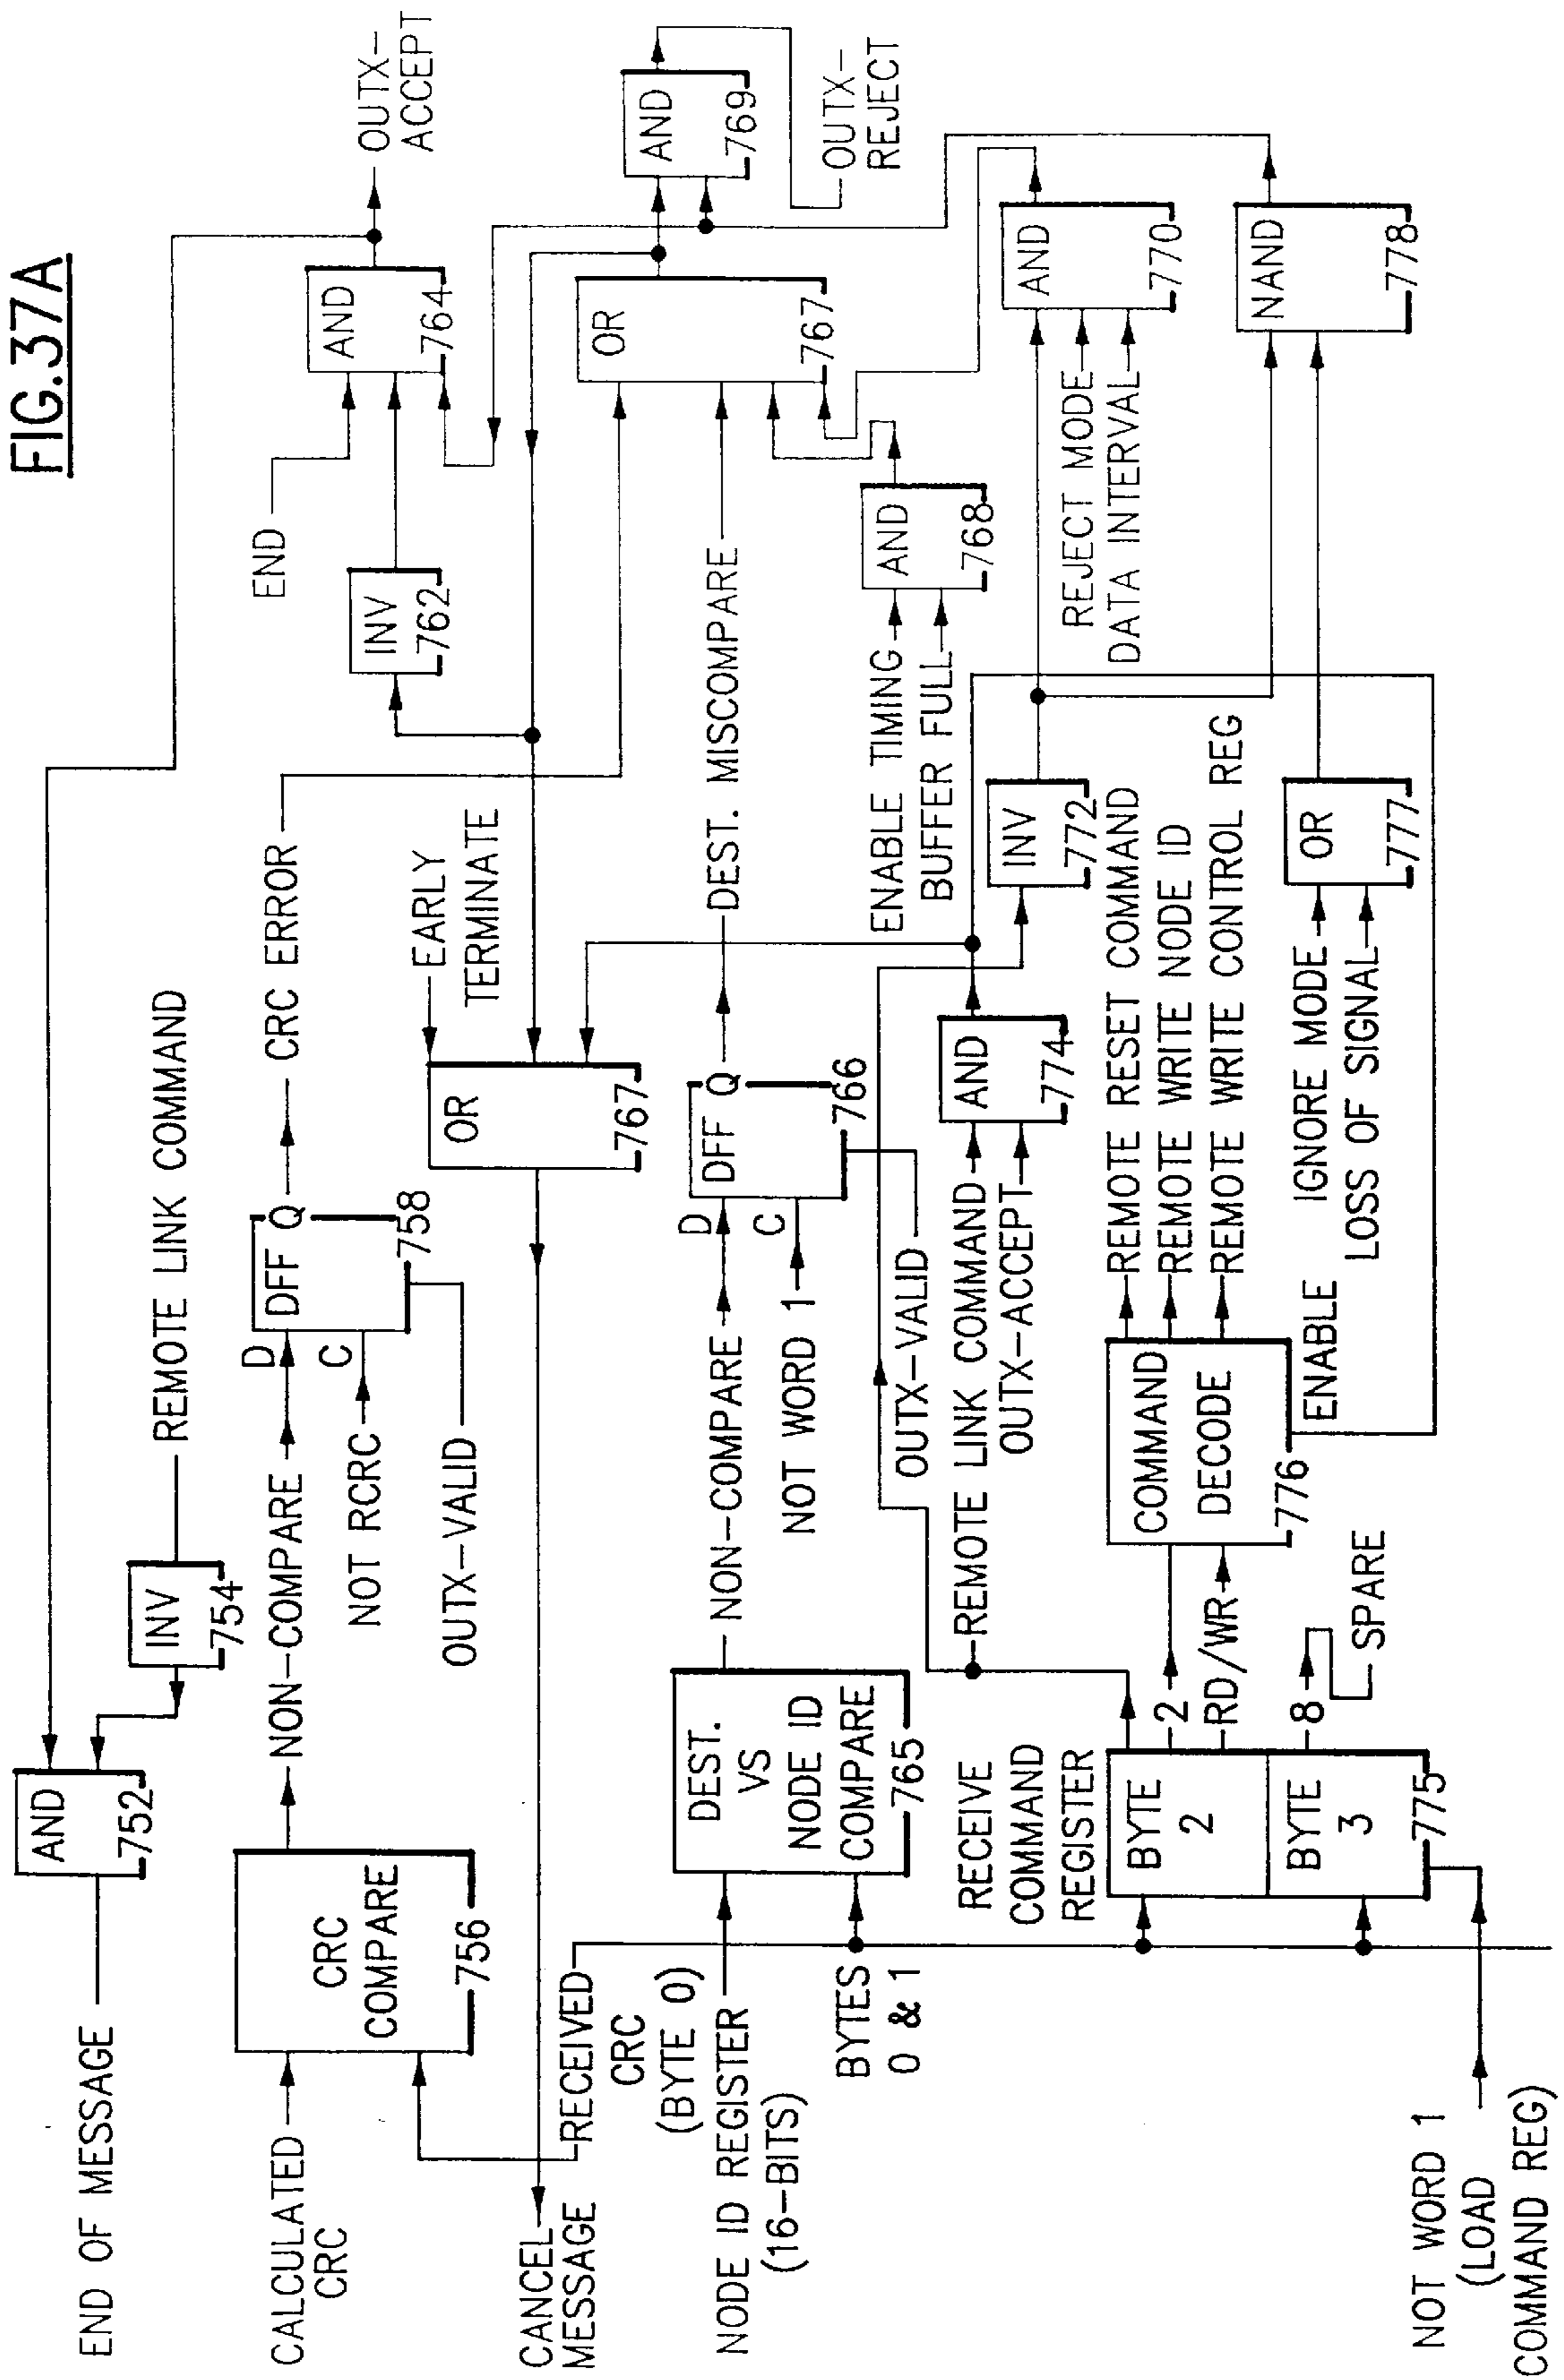 FIG.37A
END OF MESSAGE
AND
752
INV
754
REMOTE LINK COMMAND
CALCULATED
CRC
CRC
COMPARE
756
NON-COMPARE
D
C
DFF Q
758
NOT RCRC
OUTX-VALID
CRC ERROR
END
INV
762
AND
764
OUTX-
ACCEPT
CANCEL
MESSAGE
RECEIVED
CRC
(BYTE 0)
OR
767
EARLY
TERMINATE
OR
767
AND
769
OUTX-
REJECT
NODE ID REGISTER
(16-BITS)
BYTES
0 & 1
DEST.
VS
NODE ID
COMPARE
765
NON-COMPARE
D
C
DFF Q
766
NOT WORD 1
OUTX-VALID
DEST. MISCOMPARE
ENABLE TIMING
BUFFER FULL
AND
768
RECEIVE
COMMAND
REGISTER
REMOTE LINK COMMAND
OUTX-ACCEPT
AND
774
INV
772
REJECT MODE
DATA INTERVAL
AND
770
BYTE
2
BYTE
3
775
2
RD/WR
8
SPARE
COMMAND
DECODE
776
REMOTE RESET COMMAND
REMOTE WRITE NODE ID
REMOTE WRITE CONTROL REG
ENABLE
IGNORE MODE
LOSS OF SIGNAL
OR
777
NAND
778
NOT WORD 1
(LOAD
COMMAND REG)